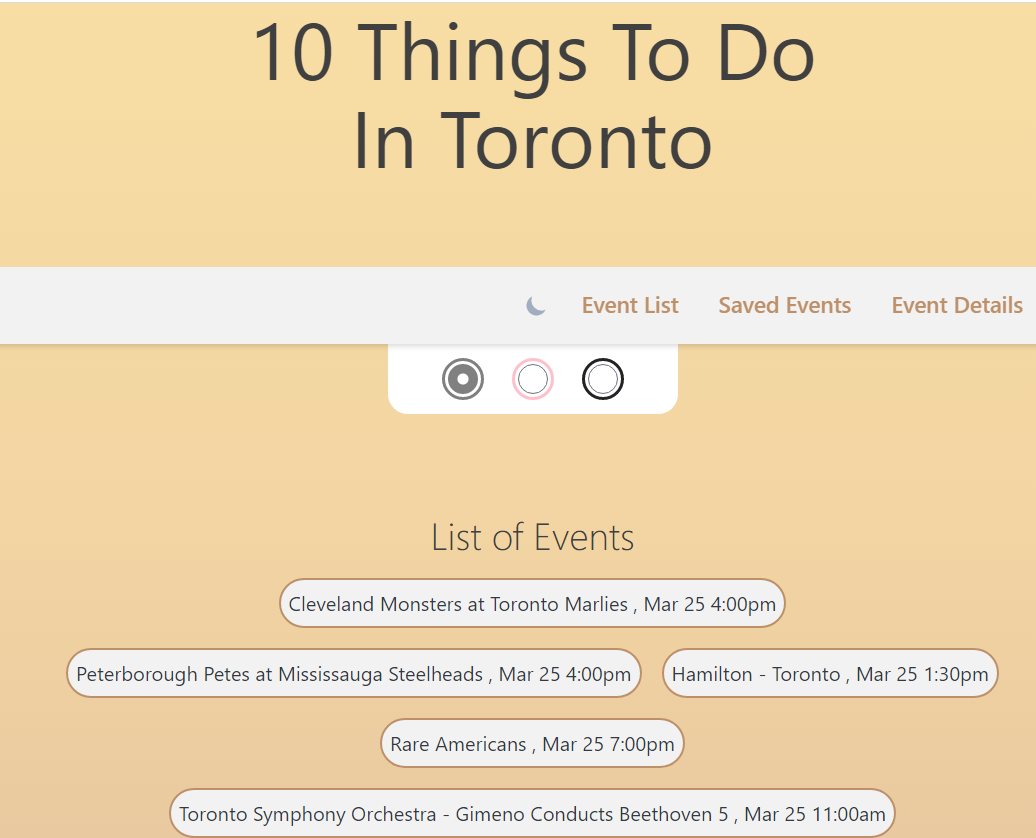 10 Things To Do
In Toronto
Event List
Saved Events
Event Details
List of Events
Cleveland Monsters at Toronto Marlies , Mar 25 4:00pm
Peterborough Petes at Mississauga Steelheads , Mar 25 4:00pm
Hamilton - Toronto , Mar 25 1:30pm
Rare Americans , Mar 25 7:00pm
Toronto Symphony Orchestra - Gimeno Conducts Beethoven 5 , Mar 25 11:00am